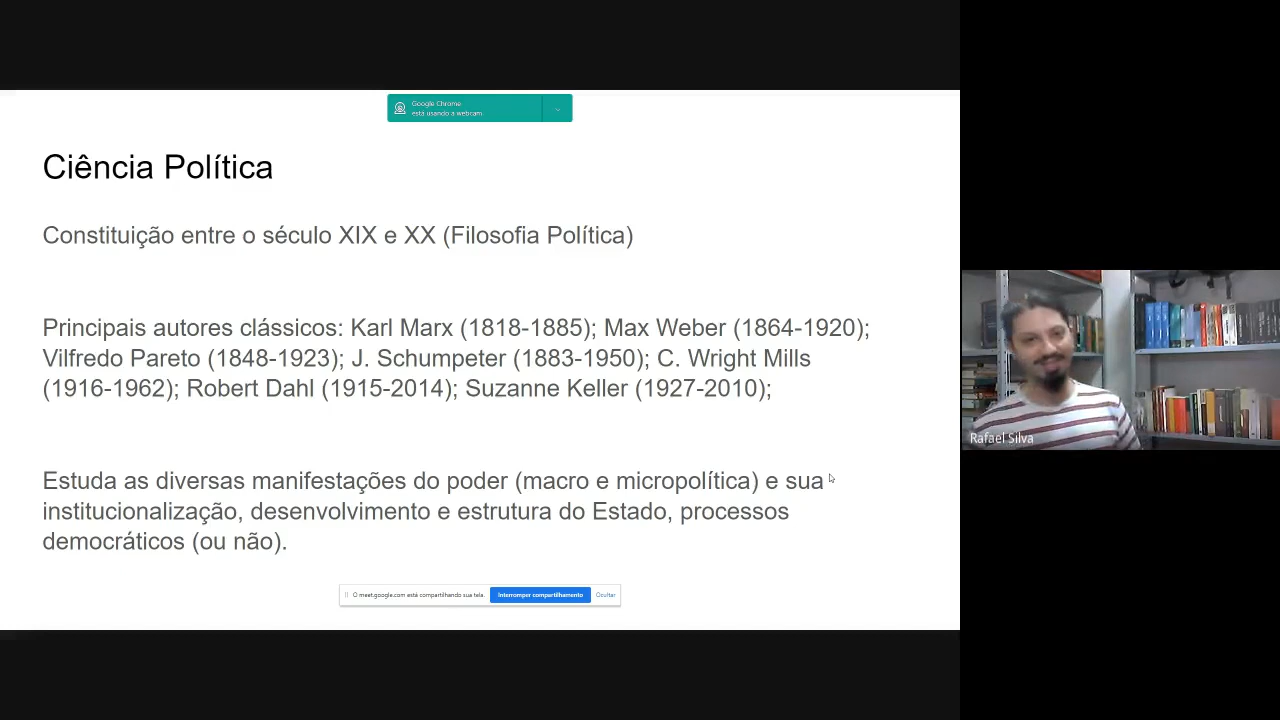 Google Chrome
está usando a webcam
Ciência Política
Constituição entre o século XIX e XX (Filosofia Política)
Principais autores clássicos: Karl Marx (1818-1885); Max Weber (1864-1920);
Vilfredo Pareto (1848-1923); J. Schumpeter (1883-1950); C. Wright Mills
(1916-1962); Robert Dahl (1915-2014); Suzanne Keller (1927-2010);
Estuda as diversas manifestações do poder (macro e micropolítica) e sua
institucionalização, desenvolvimento e estrutura do Estado, processos
democráticos (ou não).
O meet.google.com está compartilhando sua tela. Interromper compartilhamento Ocultar
Rafael Silva